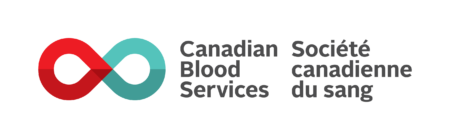 Canadian
Blood
Services
Société
canadienne
du sang